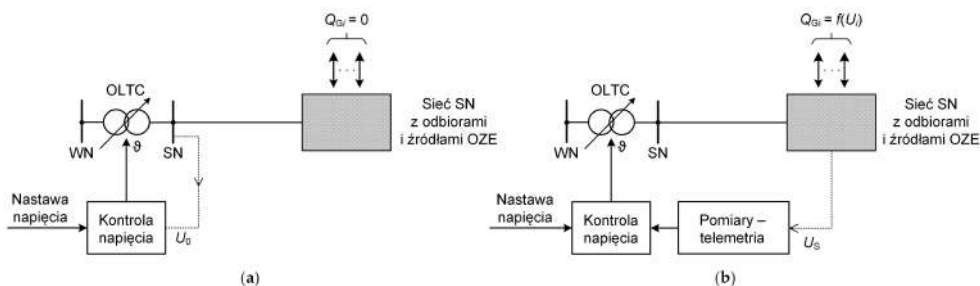 Q_Gi = 0
OLTC
WN
ϑ
SN
Sieć SN
z odbiorami
i źródłami OZE
Nastawa
napięcia
Kontrola
napięcia
U_0
(a)
Q_Gi = f(U_i)
OLTC
WN
ϑ
SN
Sieć SN
z odbiorami
i źródłami OZE
Nastawa
napięcia
Kontrola
napięcia
Pomiary –
telemetria
U_S
(b)